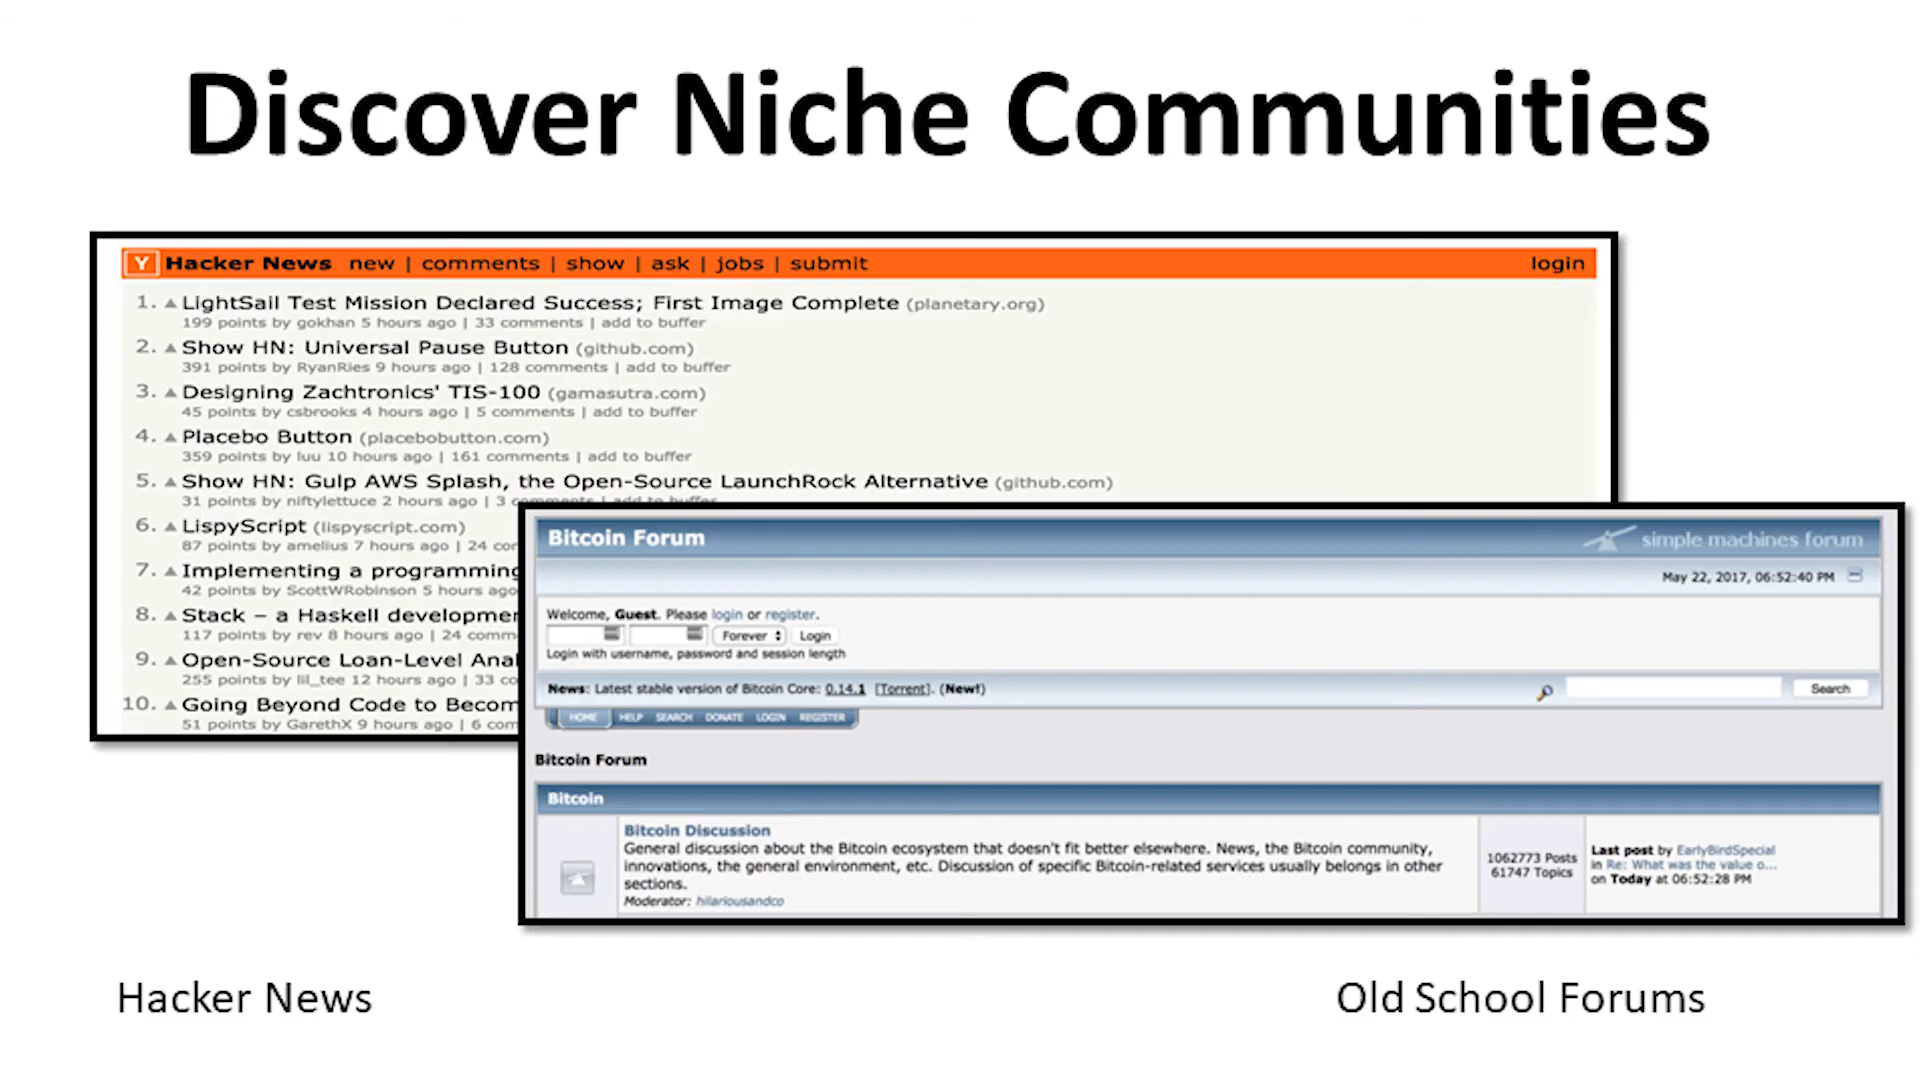 Discover Niche Communities
Y Hacker News new | comments | show | ask | jobs | submit login
1. LightSail Test Mission Declared Success; First Image Complete (planetary.org)
199 points by gokhan 5 hours ago | 33 comments | add to buffer
2. Show HN: Universal Pause Button (github.com)
391 points by RyanRies 9 hours ago | 128 comments | add to buffer
3. Designing Zachtronics' TIS-100 (gamasutra.com)
45 points by csbrooks 4 hours ago | 5 comments | add to buffer
4. Placebo Button (placebobutton.com)
359 points by luu 10 hours ago | 161 comments | add to buffer
5. Show HN: Gulp AWS Splash, the Open-Source LaunchRock Alternative (github.com)
31 points by niftylettuce 2 hours ago | 3 comments | add to buffer
6. LispyScript (lispyscript.com)
87 points by amelius 7 hours ago | 24 con
7. Implementing a programming
42 points by ScottWRobinson 5 hours ago
8. Stack – a Haskell developmer
117 points by rev 8 hours ago | 24 comm
9. Open-Source Loan-Level Anal
255 points by lil_tee 12 hours ago | 33 co
10. Going Beyond Code to Becom
51 points by GarethX 9 hours ago | 6 com
Bitcoin Forum
simple machines forum
May 22, 2017, 06:52:40 PM
Welcome, Guest. Please login or register.
Forever Login
Login with username, password and session length
News: Latest stable version of Bitcoin Core: 0.14.1 [Torrent]. (New!)
Search
HOME HELP SEARCH DONATE LOGIN REGISTER
Bitcoin Forum
Bitcoin
Bitcoin Discussion
General discussion about the Bitcoin ecosystem that doesn't fit better elsewhere. News, the Bitcoin community,
innovations, the general environment, etc. Discussion of specific Bitcoin-related services usually belongs in other
sections.
Moderator: hilariousandco
1062773 Posts
61747 Topics
Last post by EarlyBirdSpecial
in Re: What was the value o...
on Today at 06:52:28 PM
Hacker News
Old School Forums